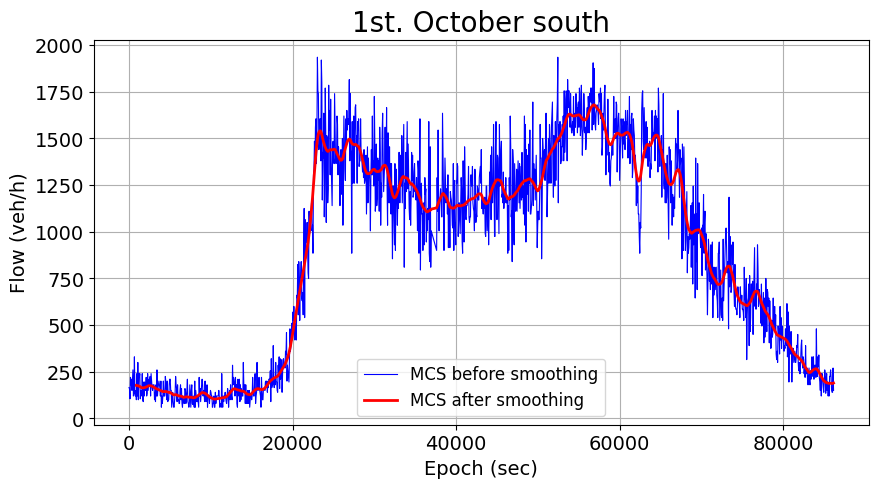 1st. October south
Flow (veh/h)
2000
1750
1500
1250
1000
750
500
250
0
MCS before smoothing
MCS after smoothing
0
20000
40000
60000
80000
Epoch (sec)